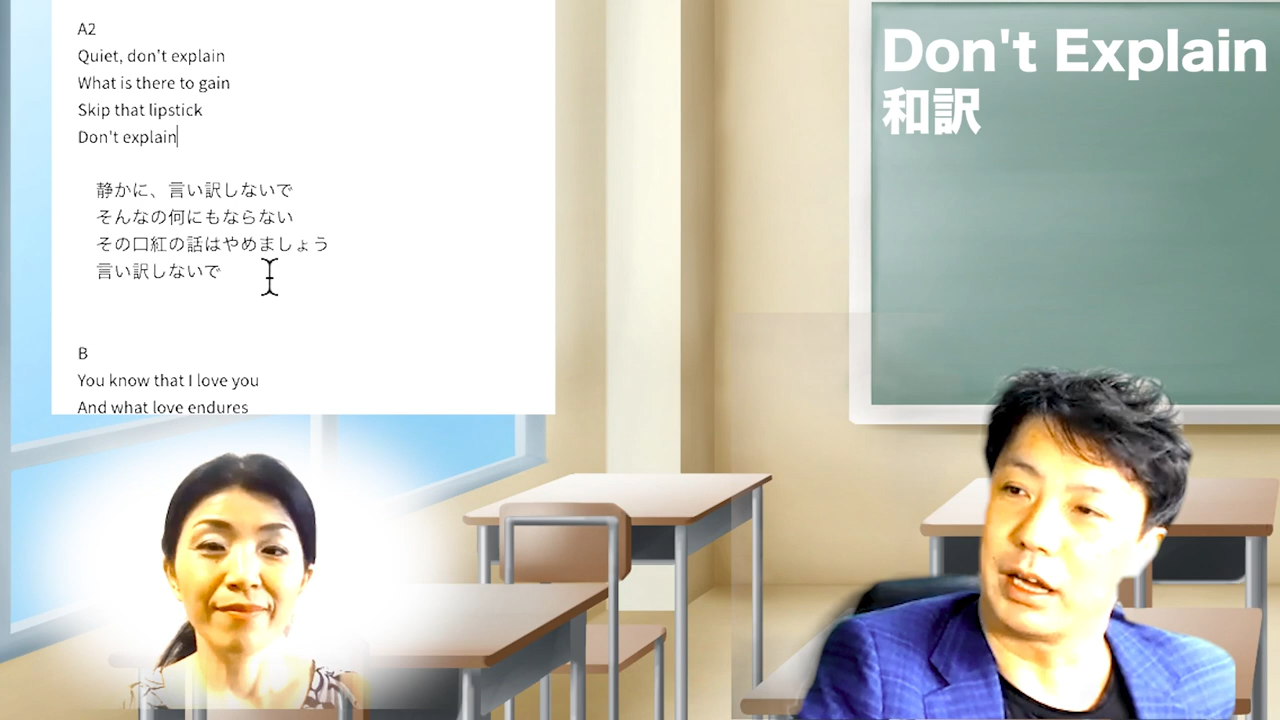 A2
Quiet, don't explain
What is there to gain
Skip that lipstick
Don't explain
静かに、言い訳しないで
そんなの何にもならない
その口紅の話はやめましょう
言い訳しないで
B
You know that I love you
And what love endures
Don't Explain
和訳